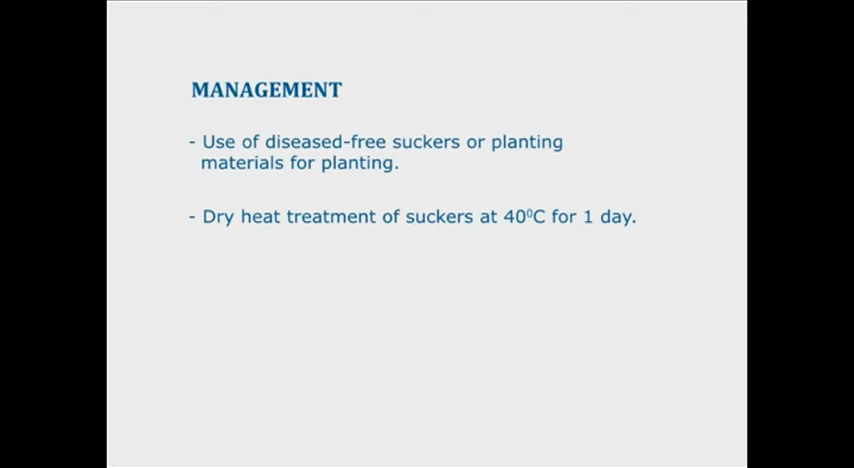 MANAGEMENT
- Use of diseased-free suckers or planting
materials for planting.
- Dry heat treatment of suckers at 40⁰C for 1 day.